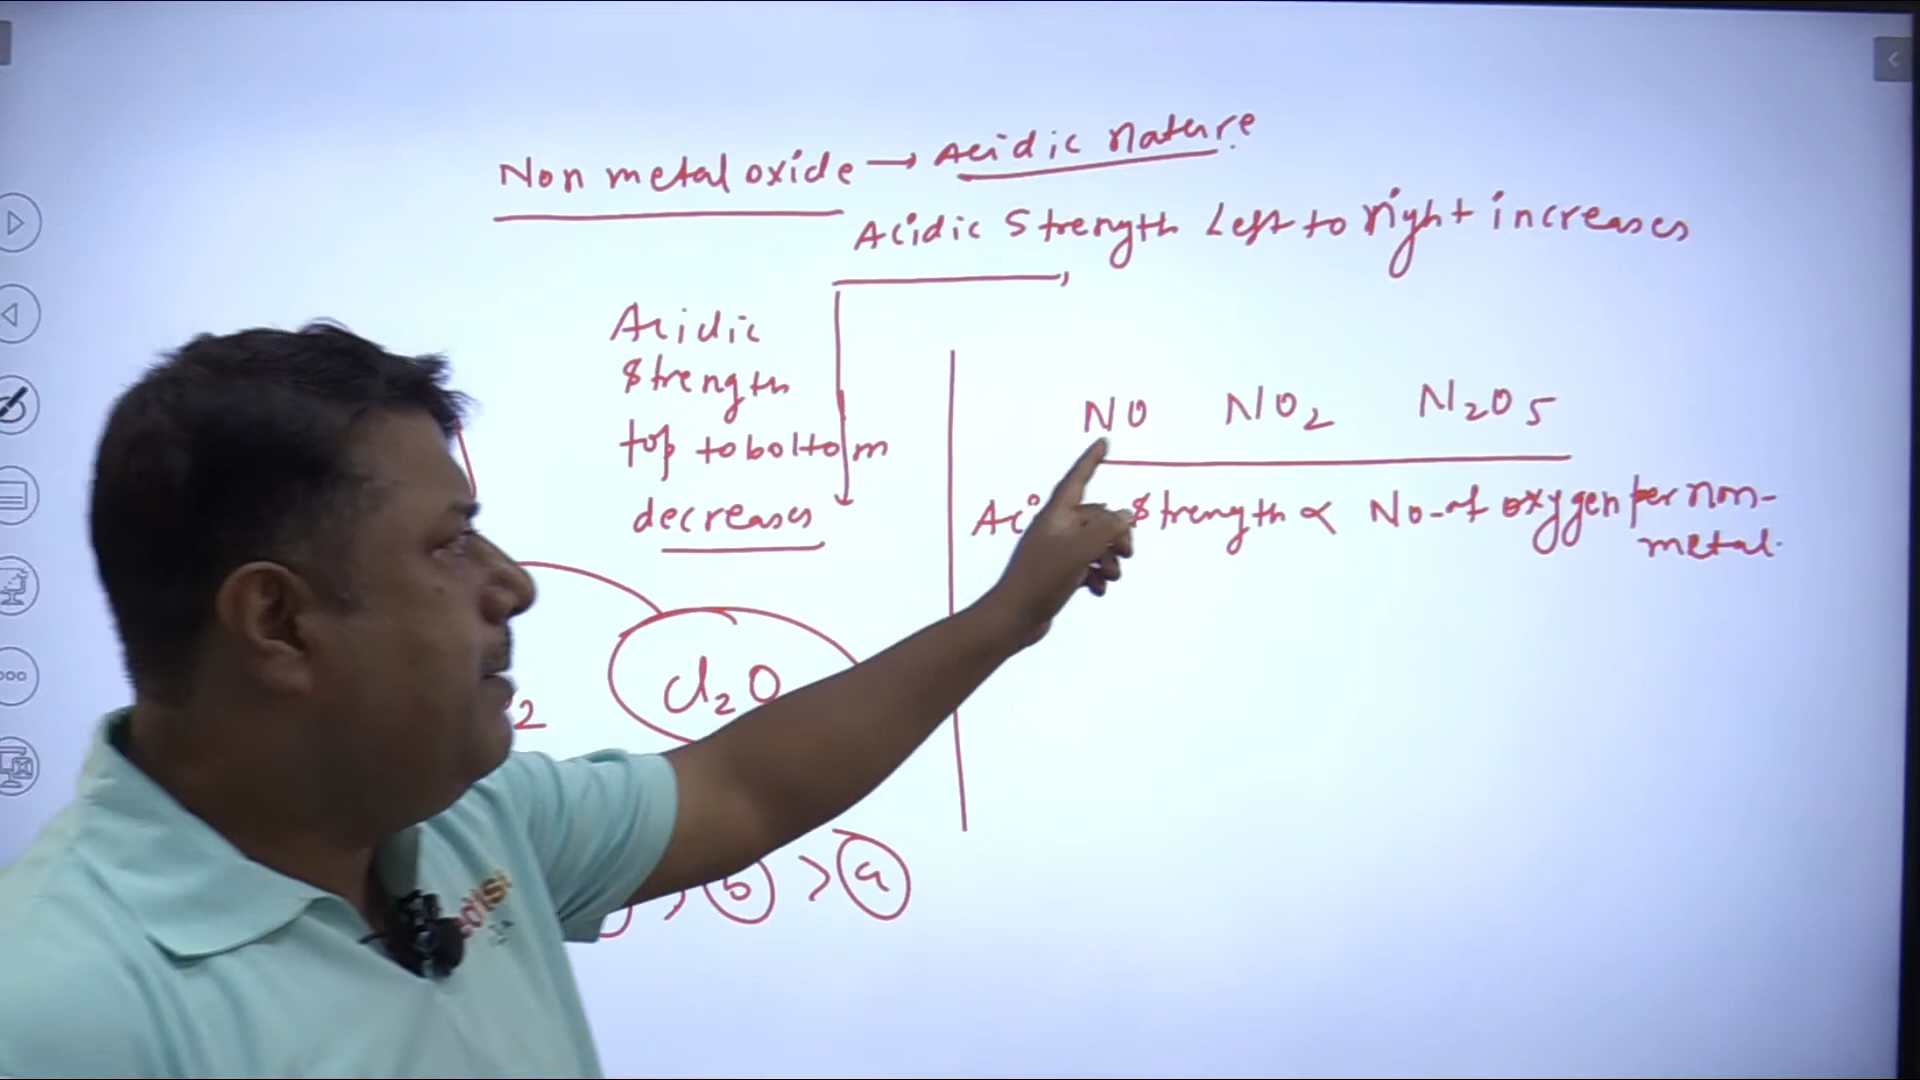 Non metal oxide → Acidic Nature
Acidic Strength Left to right increases
Acidic
Strength
top to bottom
decreases
NO NO2 N2O5
Strength ∝ No-of oxygen per non-
metal.
2
Cl2O
> b > a